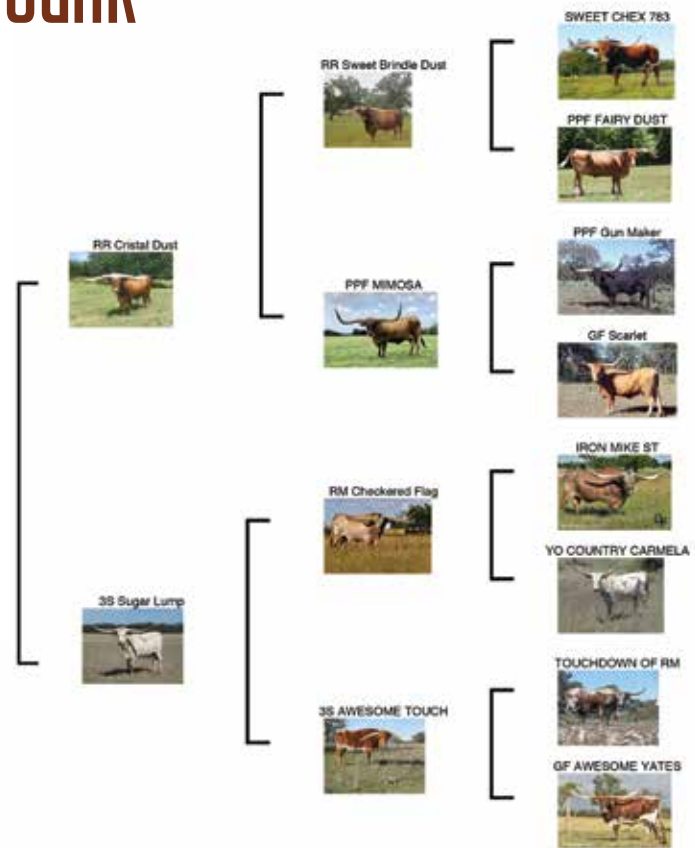 SWEET CHEX 783
RR Sweet Brindle Dust
PPF FAIRY DUST
RR Cristal Dust
PPF Gun Maker
PPF MIMOSA
GF Scarlet
IRON MIKE ST
RM Checkered Flag
YO COUNTRY CARMELA
3S Sugar Lump
TOUCHDOWN OF RM
3S AWESOME TOUCH
GF AWESOME YATES